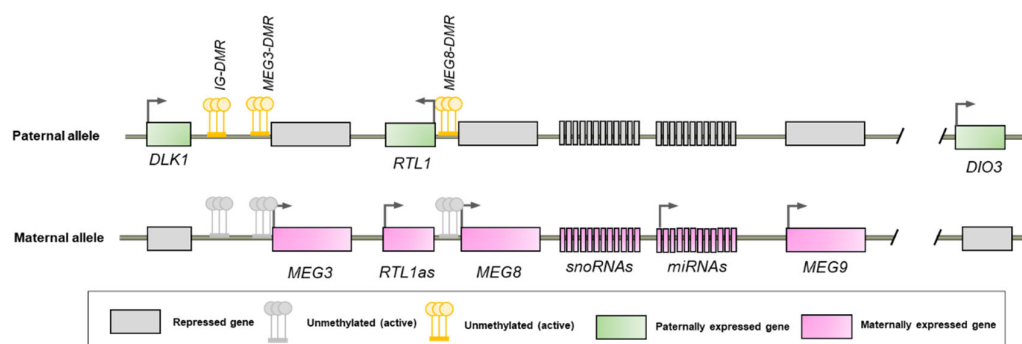 IG-DMR
MEG3-DMR
MEG8-DMR
Paternal allele
DLK1
RTL1
DIO3
Maternal allele
MEG3
RTL1as
MEG8
snoRNAs
miRNAs
MEG9
Repressed gene
Unmethylated (active)
Unmethylated (active)
Paternally expressed gene
Maternally expressed gene